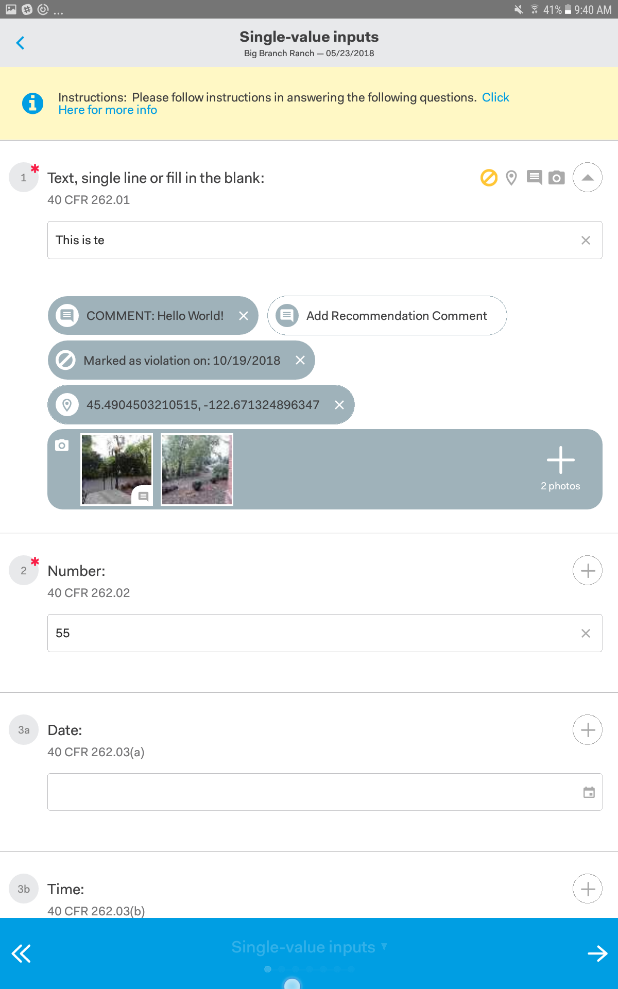 ... 41% 9:40 AM
Single-value inputs
Big Branch Ranch — 05/23/2018
Instructions: Please follow instructions in answering the following questions. Click
Here for more info
1 * Text, single line or fill in the blank:
40 CFR 262.01
This is te
COMMENT: Hello World!
Add Recommendation Comment
Marked as violation on: 10/19/2018
45.4904503210515, -122.671324896347
2 photos
2 * Number:
40 CFR 262.02
55
3a Date:
40 CFR 262.03(a)
3b Time:
40 CFR 262.03(b)
Single-value inputs